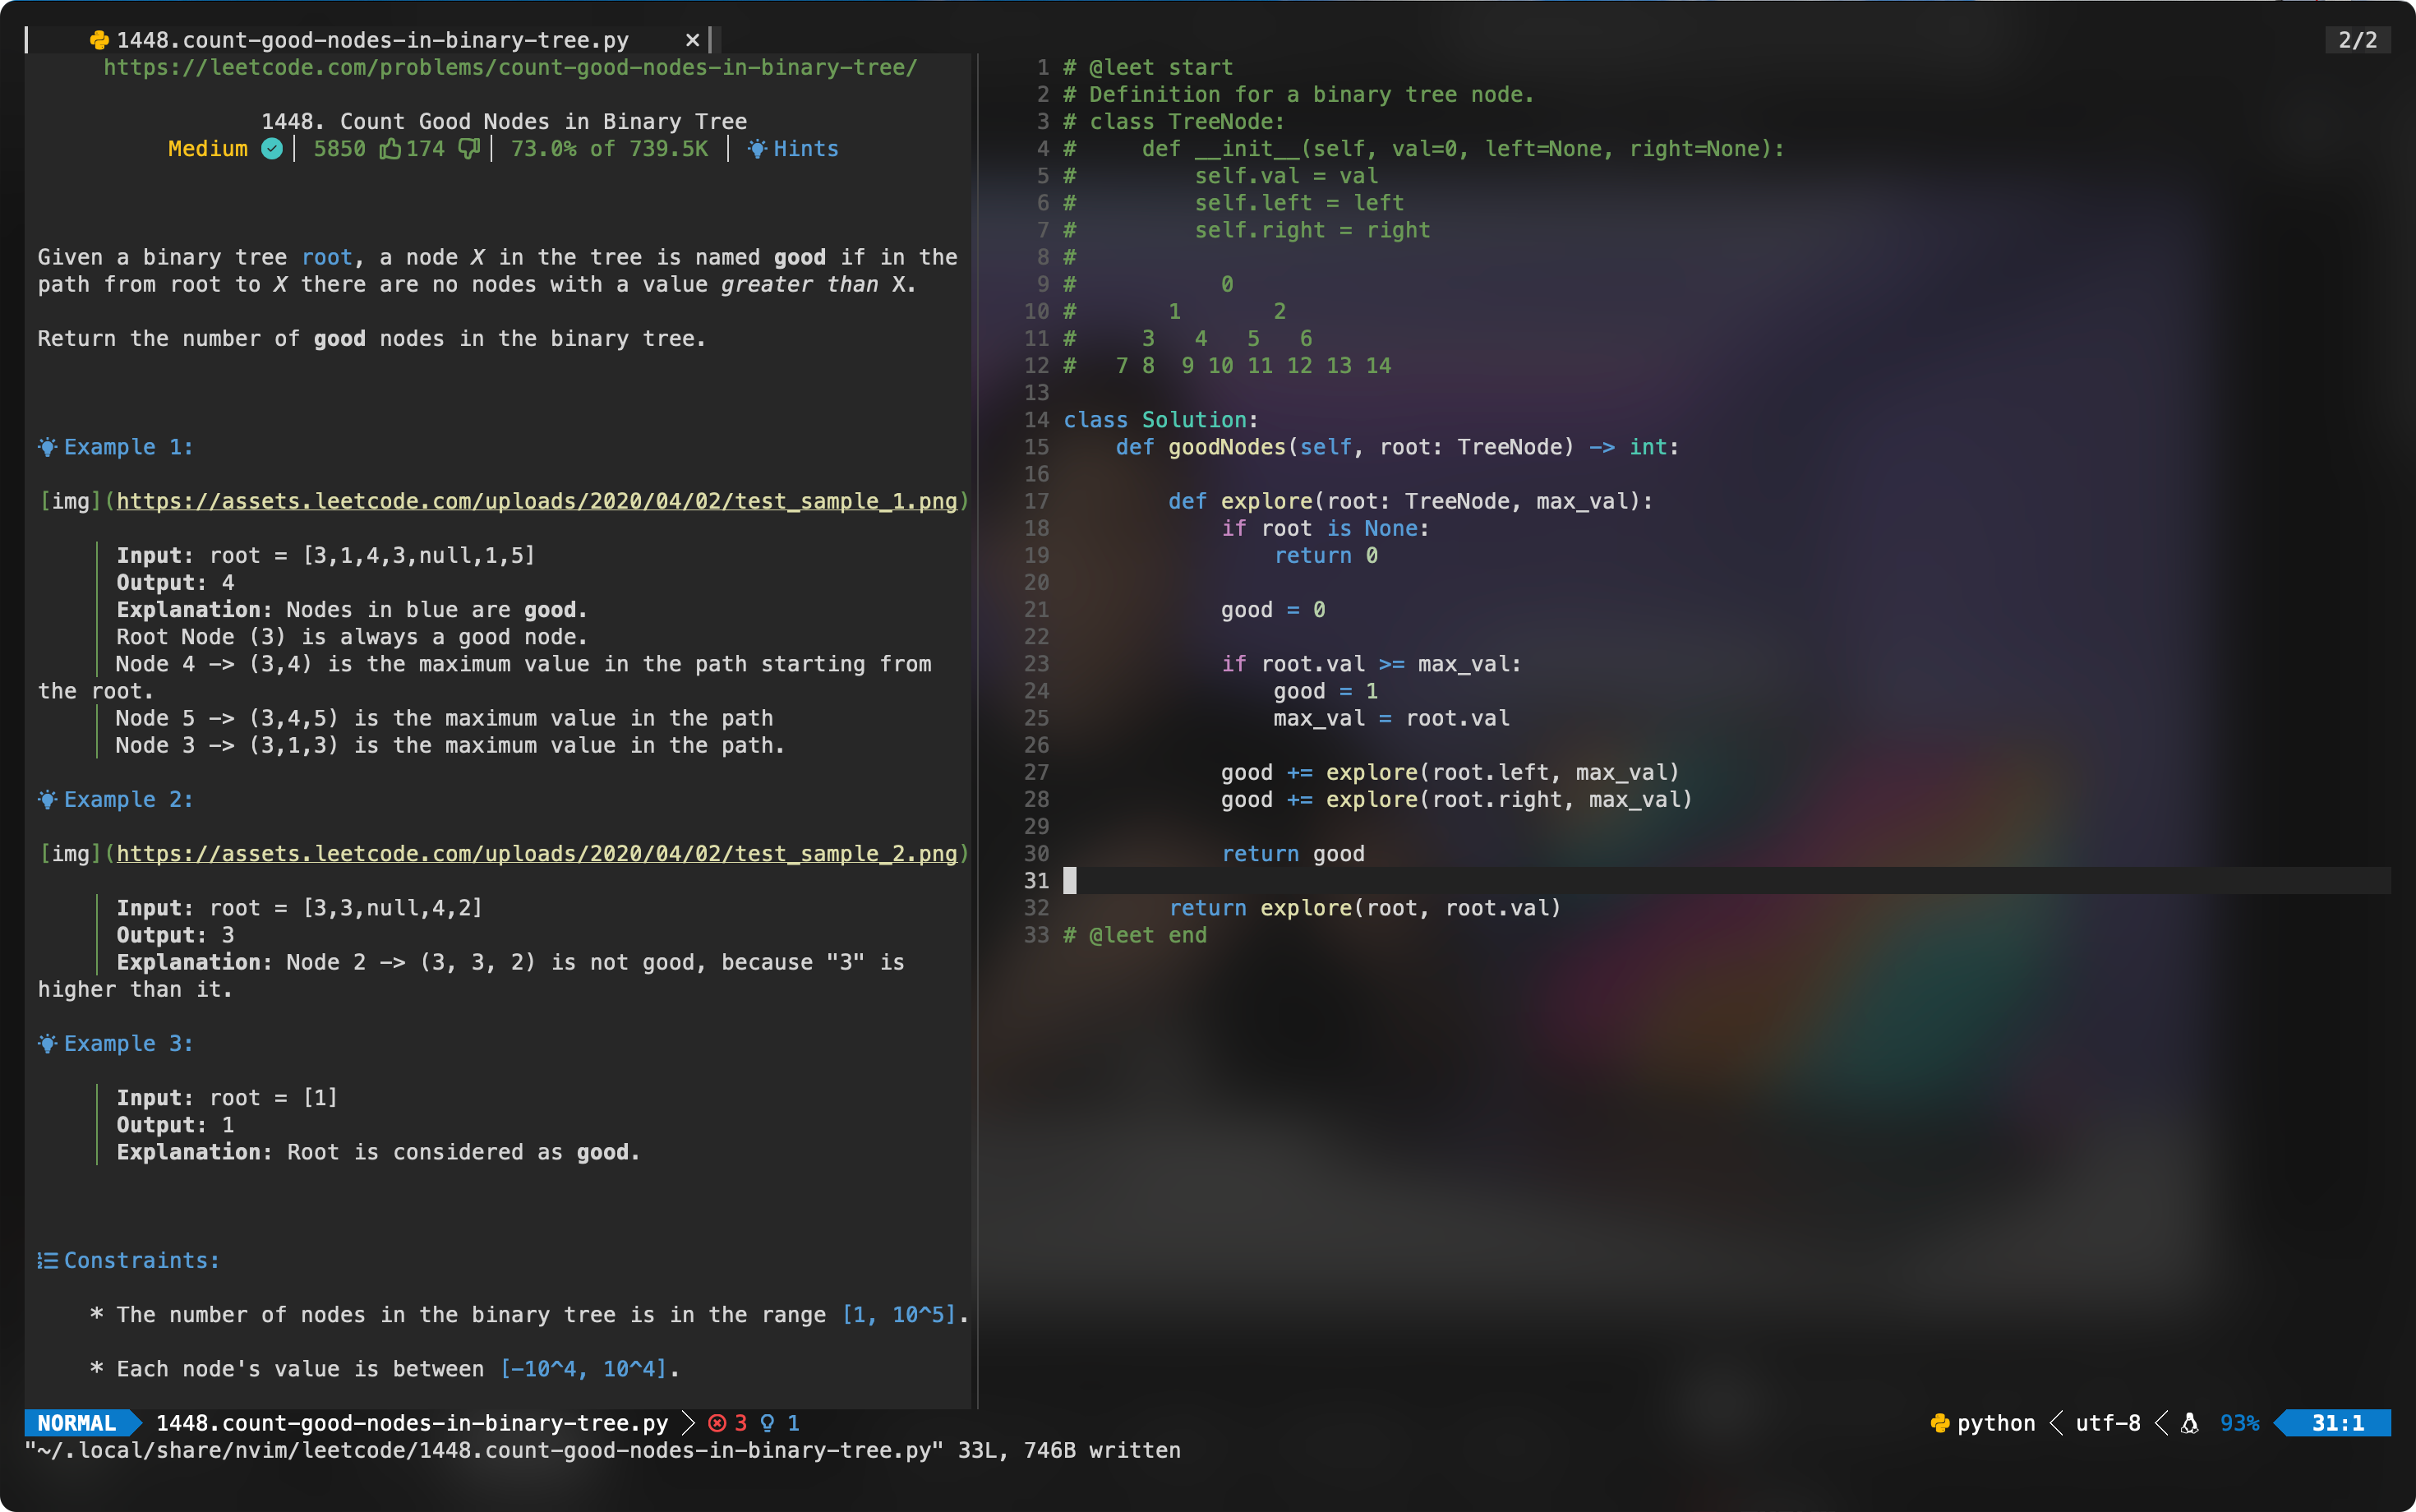 1448.count-good-nodes-in-binary-tree.py ×
2/2
https://leetcode.com/problems/count-good-nodes-in-binary-tree/
1448. Count Good Nodes in Binary Tree
Medium | 5850 174 | 73.0% of 739.5K | Hints
Given a binary tree root, a node X in the tree is named good if in the
path from root to X there are no nodes with a value greater than X.
Return the number of good nodes in the binary tree.
Example 1:
[img](https://assets.leetcode.com/uploads/2020/04/02/test_sample_1.png)
Input: root = [3,1,4,3,null,1,5]
Output: 4
Explanation: Nodes in blue are good.
Root Node (3) is always a good node.
Node 4 -> (3,4) is the maximum value in the path starting from
the root.
Node 5 -> (3,4,5) is the maximum value in the path
Node 3 -> (3,1,3) is the maximum value in the path.
Example 2:
[img](https://assets.leetcode.com/uploads/2020/04/02/test_sample_2.png)
Input: root = [3,3,null,4,2]
Output: 3
Explanation: Node 2 -> (3, 3, 2) is not good, because "3" is
higher than it.
Example 3:
Input: root = [1]
Output: 1
Explanation: Root is considered as good.
Constraints:
* The number of nodes in the binary tree is in the range [1, 10^5].
* Each node's value is between [-10^4, 10^4].
1 # @leet start
2 # Definition for a binary tree node.
3 # class TreeNode:
4 #     def __init__(self, val=0, left=None, right=None):
5 #         self.val = val
6 #         self.left = left
7 #         self.right = right
8 #
9 #           0
10 #       1       2
11 #     3   4   5   6
12 #   7 8  9 10 11 12 13 14
13
14 class Solution:
15     def goodNodes(self, root: TreeNode) -> int:
16
17         def explore(root: TreeNode, max_val):
18             if root is None:
19                 return 0
20
21             good = 0
22
23             if root.val >= max_val:
24                 good = 1
25                 max_val = root.val
26
27             good += explore(root.left, max_val)
28             good += explore(root.right, max_val)
29
30             return good
31
32         return explore(root, root.val)
33 # @leet end
NORMAL 1448.count-good-nodes-in-binary-tree.py 3 1
python utf-8 93% 31:1
"~/.local/share/nvim/leetcode/1448.count-good-nodes-in-binary-tree.py" 33L, 746B written